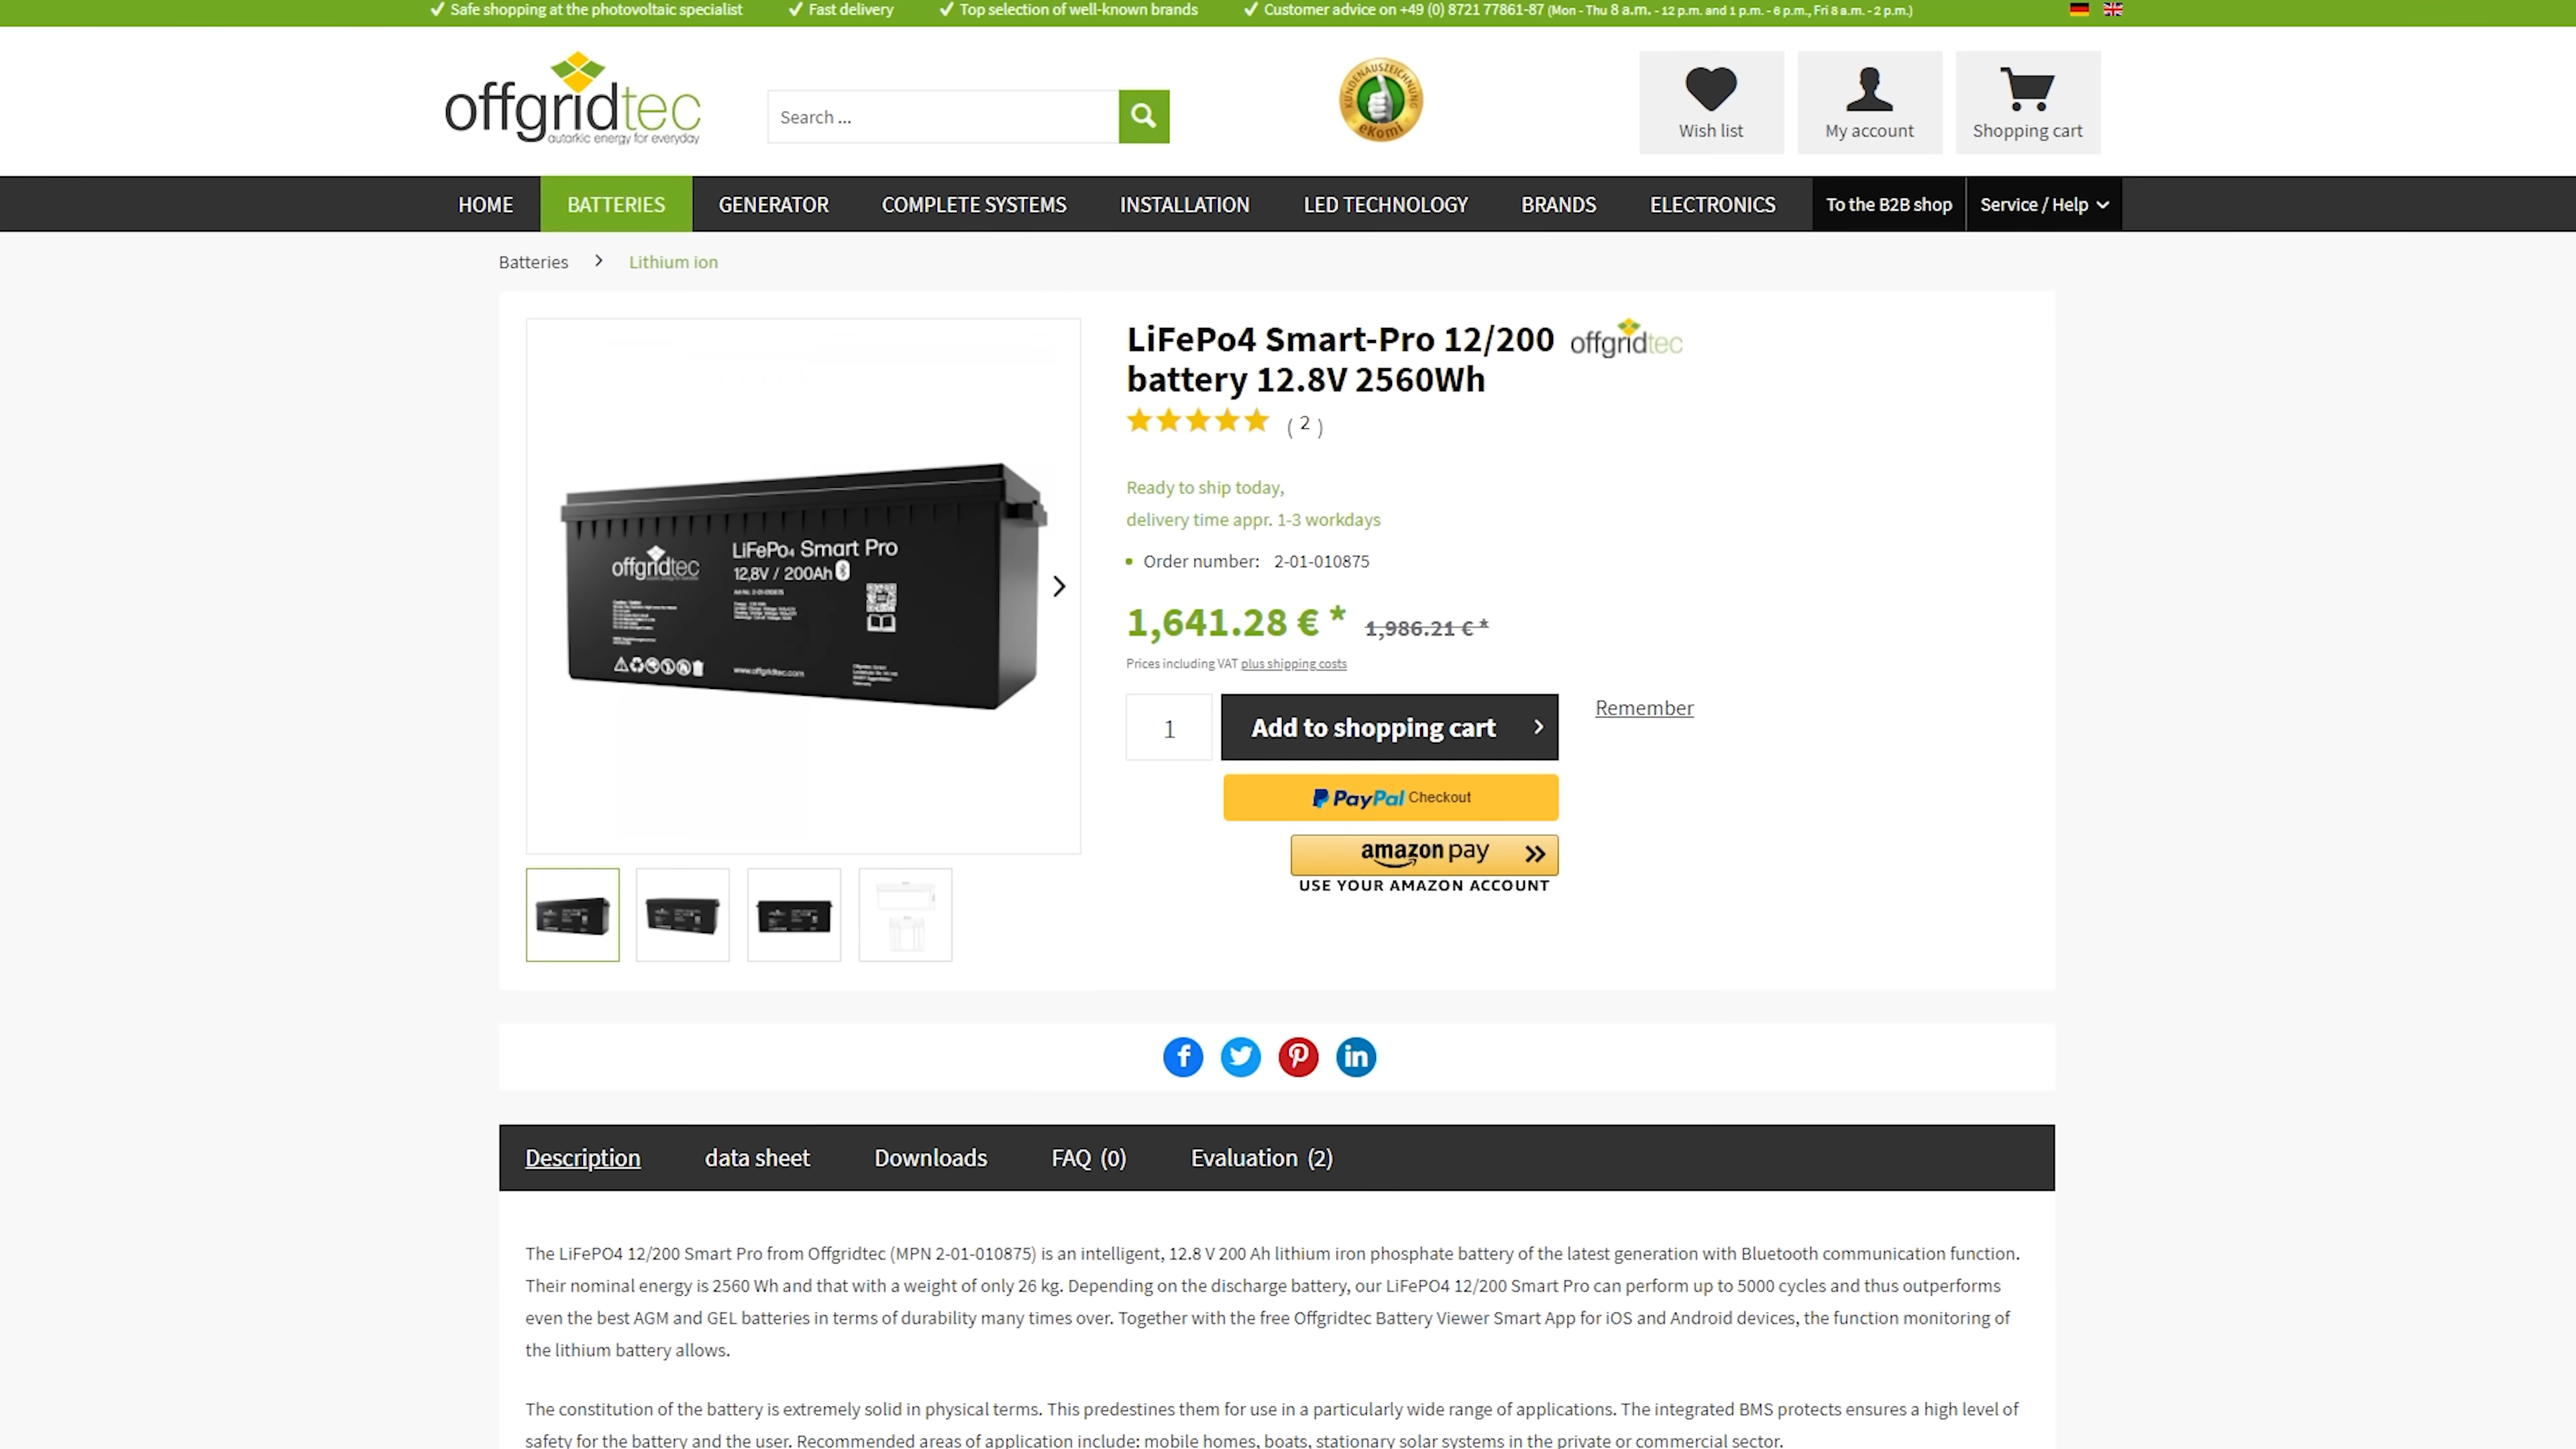 Safe shopping at the photovoltaic specialist
Fast delivery
Top selection of well-known brands
Customer advice on +49 (0) 8721 77861-87 (Mon - Thu 8 a.m. - 12 p.m. and 1 p.m. - 6 p.m., Fri 8 a.m. - 2 p.m.)
offgridtec
autarkic energy for everyday
Search ...
KUNDENAUSZEICHNUNG
eKomi
Wish list
My account
Shopping cart
HOME
BATTERIES
GENERATOR
COMPLETE SYSTEMS
INSTALLATION
LED TECHNOLOGY
BRANDS
ELECTRONICS
To the B2B shop
Service / Help
Batteries
Lithium ion
LiFePo4 Smart-Pro 12/200
battery 12.8V 2560Wh
offgridtec
( 2 )
Ready to ship today,
delivery time appr. 1-3 workdays
Order number: 2-01-010875
1,641.28 € * 1,986.21 € *
Prices including VAT plus shipping costs
1
Add to shopping cart
Remember
PayPal Checkout
amazon pay
USE YOUR AMAZON ACCOUNT
offgridtec
LiFePo4 Smart Pro
12,8V / 200Ah
www.offgridtec.com
Description
data sheet
Downloads
FAQ (0)
Evaluation (2)
The LiFePO4 12/200 Smart Pro from Offgridtec (MPN 2-01-010875) is an intelligent, 12.8 V 200 Ah lithium iron phosphate battery of the latest generation with Bluetooth communication function.
Their nominal energy is 2560 Wh and that with a weight of only 26 kg. Depending on the discharge battery, our LiFePO4 12/200 Smart Pro can perform up to 5000 cycles and thus outperforms
even the best AGM and GEL batteries in terms of durability many times over. Together with the free Offgridtec Battery Viewer Smart App for iOS and Android devices, the function monitoring of
the lithium battery allows.
The constitution of the battery is extremely solid in physical terms. This predestines them for use in a particularly wide range of applications. The integrated BMS protects ensures a high level of
safety for the battery and the user. Recommended areas of application include: mobile homes, boats, stationary solar systems in the private or commercial sector.